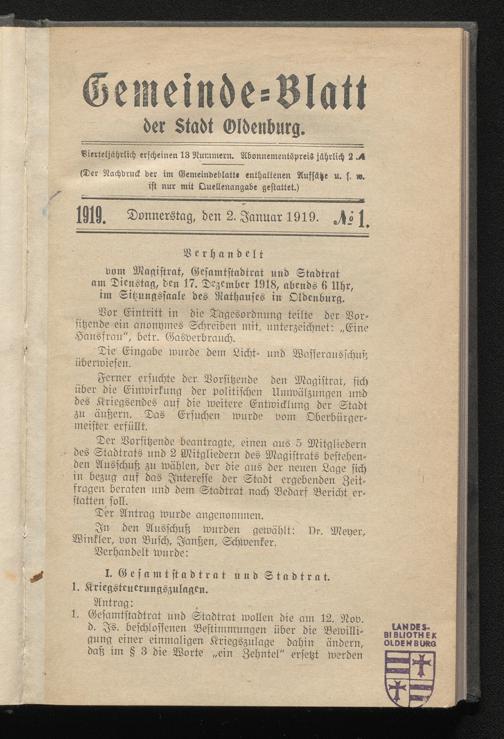 Gemeinde-Blatt
der Stadt Oldenburg.
Vierteljährlich erscheinen 13 Nummern. Abonnementspreis jährlich 2 ℳ
(Der Nachdruck der im Gemeindeblatte enthaltenen Aufsätze u. s. w.
ist nur mit Quellenangabe gestattet.)
1919. Donnerstag, den 2. Januar 1919. № 1.
Verhandelt
vom Magistrat, Gesamtstadtrat und Stadtrat
am Dienstag, den 17. Dezember 1918, abends 6 Uhr,
im Sitzungssaale des Rathauses in Oldenburg.
Vor Eintritt in die Tagesordnung teilte der Vor-
sitzende ein anonymes Schreiben mit, unterzeichnet: „Eine
Hausfrau", betr. Gasverbrauch.
Die Eingabe wurde dem Licht- und Wasserausschuß
überwiesen.
Ferner ersuchte der Vorsitzende den Magistrat, sich
über die Einwirkung der politischen Umwälzungen und
des Kriegsendes auf die weitere Entwicklung der Stadt
zu äußern. Das Ersuchen wurde vom Oberbürger-
meister erfüllt.
Der Vorsitzende beantragte, einen aus 5 Mitgliedern
des Stadtrats und 2 Mitgliedern des Magistrats bestehen-
den Ausschuß zu wählen, der die aus der neuen Lage sich
in bezug auf das Interesse der Stadt ergebenden Zeit-
fragen beraten und dem Stadtrat nach Bedarf Bericht er-
statten soll.
Der Antrag wurde angenommen.
In den Ausschuß wurden gewählt: Dr. Meyer,
Winkler, von Busch, Janßen, Schwenker.
Verhandelt wurde:
I. Gesamtstadtrat und Stadtrat.
1. Kriegsteuerungszulagen.
Antrag:
1. Gesamtstadtrat und Stadtrat wollen die am 12. Nov.
d. Js. beschlossenen Bestimmungen über die Bewilli-
gung einer einmaligen Kriegszulage dahin ändern,
daß im § 3 die Worte „ein Zehntel" ersetzt werden
LANDES-
BIBLIOTHEK
OLDENBURG